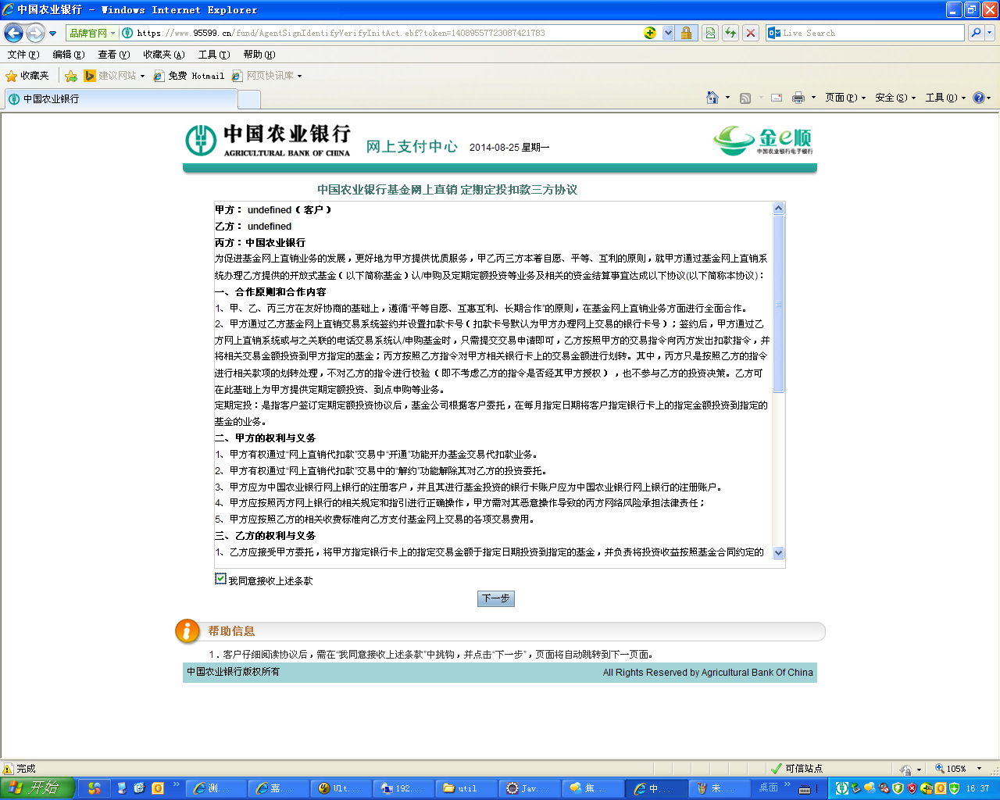 中国农业银行 - Windows Internet Explorer
品牌官网 https://www.95599.cn/fund/AgentSignIdentifyVerifyInitAct.ebf?token=14089557723087421783 Live Search
文件(F) 编辑(E) 查看(V) 收藏夹(A) 工具(T) 帮助(H)
收藏夹 建议网站 免费 Hotmail 网页快讯库
中国农业银行 页面(P) 安全(S) 工具(O)
中国农业银行
AGRICULTURAL BANK OF CHINA
网上支付中心 2014-08-25 星期一
金e顺
中国农业银行电子银行
中国农业银行基金网上直销 定期定投扣款三方协议
甲方： undefined（客户）
乙方： undefined
丙方：中国农业银行
为促进基金网上直销业务的发展，更好地为甲方提供优质服务，甲乙丙三方本着自愿、平等、互利的原则，就甲方通过基金网上直销系
统办理乙方提供的开放式基金（以下简称基金）认/申购及定期定额投资等业务及相关的资金结算事宜达成以下协议(以下简称本协议)：
一、合作原则和合作内容
1、甲、乙、丙三方在友好协商的基础上，遵循“平等自愿、互惠互利、长期合作”的原则，在基金网上直销业务方面进行全面合作。
2、甲方通过乙方基金网上直销交易系统签约并设置扣款卡号（扣款卡号默认为甲方办理网上交易的银行卡号）；签约后，甲方通过乙
方网上直销系统或与之关联的电话交易系统认/申购基金时，只需提交交易申请即可，乙方按照甲方的交易指令向丙方发出扣款指令，并
将相关交易金额投资到甲方指定的基金；丙方按照乙方指令对甲方相关银行卡上的交易金额进行划转。其中，丙方只是按照乙方的指令
进行相关款项的划转处理，不对乙方的指令进行校验（即不考虑乙方的指令是否经其甲方授权），也不参与乙方的投资决策。乙方可
在此基础上为甲方提供定期定额投资、到点申购等业务。
定期定投：是指客户签订定期定额投资协议后，基金公司根据客户委托，在每月指定日期将客户指定银行卡上的指定金额投资到指定的
基金的业务。
二、甲方的权利与义务
1、甲方有权通过“网上直销代扣款”交易中“开通”功能开办基金交易代扣款业务。
2、甲方有权通过“网上直销代扣款”交易中的“解约”功能解除其对乙方的投资委托。
3、甲方应为中国农业银行网上银行的注册客户，并且其进行基金投资的银行卡账户应为中国农业银行网上银行的注册账户。
4、甲方应按照丙方网上银行的相关规定和指引进行正确操作，甲方需对其恶意操作导致的丙方网络风险承担法律责任；
5、甲方应按照乙方的相关收费标准向乙方支付基金网上交易的各项交易费用。
三、乙方的权利与义务
1、乙方应接受甲方委托，将甲方指定银行卡上的指定交易金额于指定日期投资到指定的基金，并负责将投资收益按照基金合同约定的
我同意接收上述条款
下一步
帮助信息
1．客户仔细阅读协议后，需在“我同意接收上述条款”中挑钩，并点击“下一步”，页面将自动跳转到下一页面。
中国农业银行版权所有 All Rights Reserved by Agricultural Bank Of China
完成 可信站点 105%
开始 测... 嘉... Ult... 192... util Jav... 焦... 中... 未... 桌面 16:37